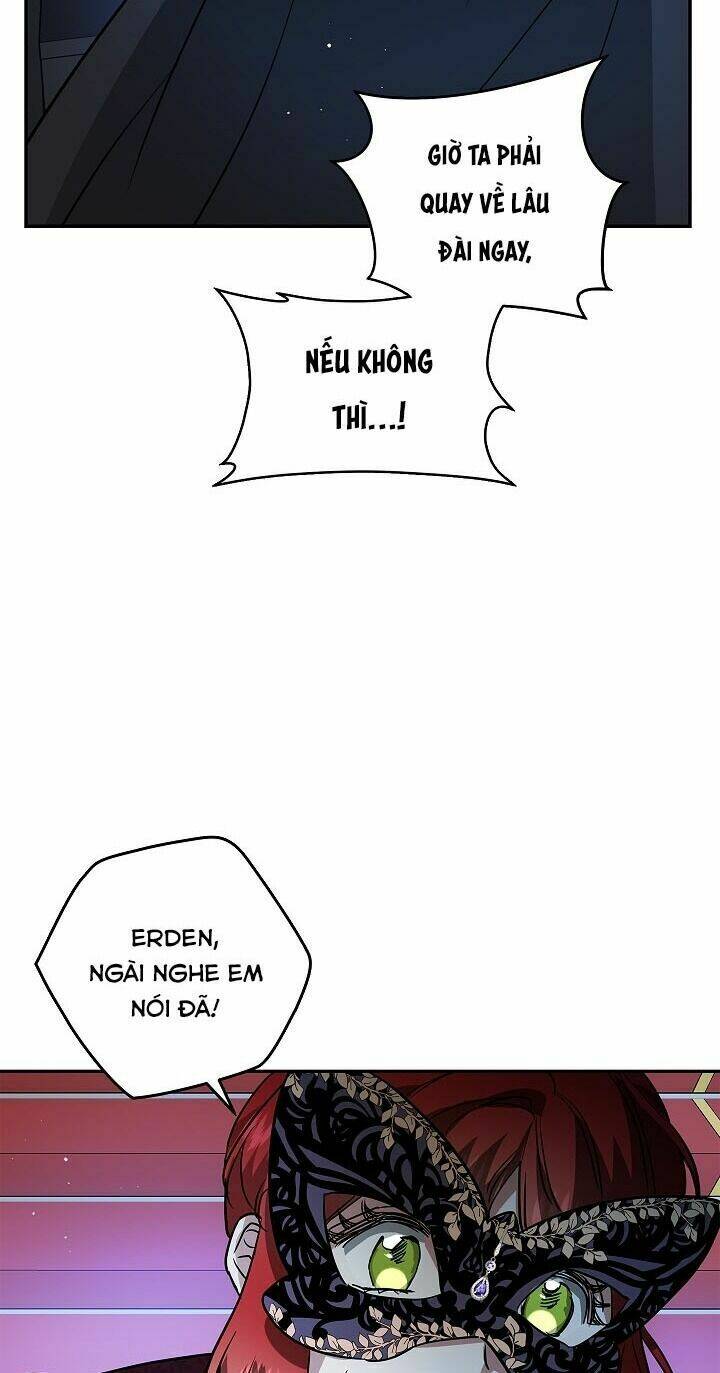 GIỜ TA PHẢI
QUAY VỀ LÂU
ĐÀI NGAY,
NẾU KHÔNG
THÌ...!
ERDEN,
NGÀI NGHE EM
NÓI ĐÃ!